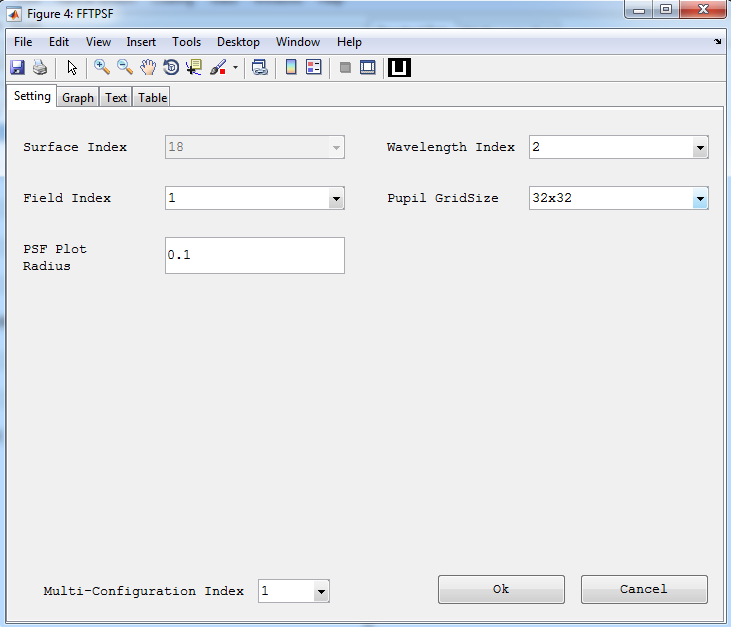 Figure 4: FFTPSF
File Edit View Insert Tools Desktop Window Help
Setting Graph Text Table
Surface Index 18 Wavelength Index 2
Field Index 1 Pupil GridSize 32x32
PSF Plot
Radius 0.1
Multi-Configuration Index 1 Ok Cancel